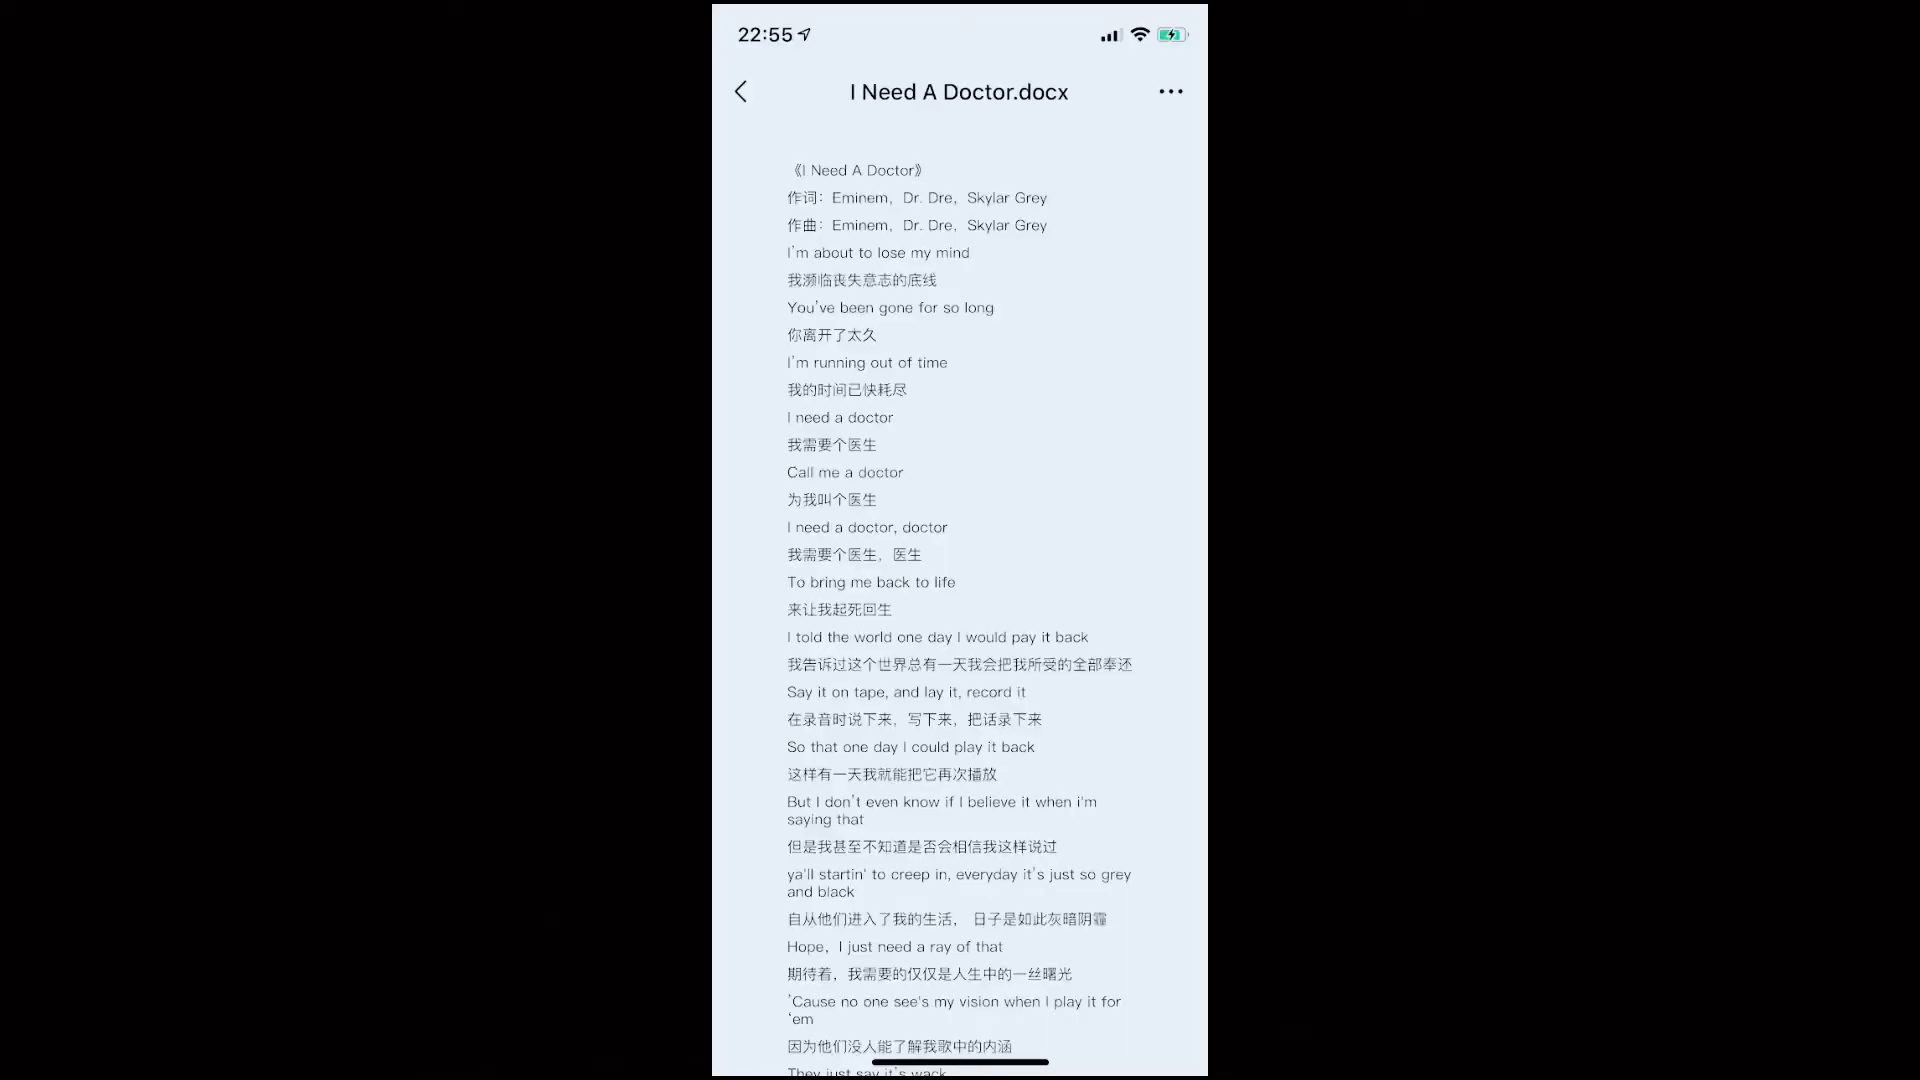 22:55
I Need A Doctor.docx
《I Need A Doctor》
作词：Eminem，Dr. Dre，Skylar Grey
作曲：Eminem，Dr. Dre，Skylar Grey
I'm about to lose my mind
我濒临丧失意志的底线
You've been gone for so long
你离开了太久
I'm running out of time
我的时间已快耗尽
I need a doctor
我需要个医生
Call me a doctor
为我叫个医生
I need a doctor, doctor
我需要个医生，医生
To bring me back to life
来让我起死回生
I told the world one day I would pay it back
我告诉过这个世界总有一天我会把我所受的全部奉还
Say it on tape, and lay it, record it
在录音时说下来，写下来，把话录下来
So that one day I could play it back
这样有一天我就能把它再次播放
But I don't even know if I believe it when i'm
saying that
但是我甚至不知道是否会相信我这样说过
ya'll startin' to creep in, everyday it's just so grey
and black
自从他们进入了我的生活， 日子是如此灰暗阴霾
Hope，I just need a ray of that
期待着，我需要的仅仅是人生中的一丝曙光
'Cause no one see's my vision when I play it for
‘em
因为他们没人能了解我歌中的内涵
They just say it's wack